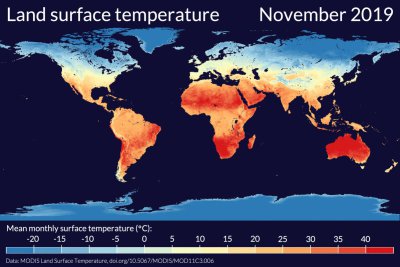 Land surface temperature
November 2019
Mean monthly surface temperature (°C):
-20 -15 -10 -5 0 5 10 15 20 25 30 35 40
Data: MODIS Land Surface Temperature, doi.org/10.5067/MODIS/MOD11C3.006